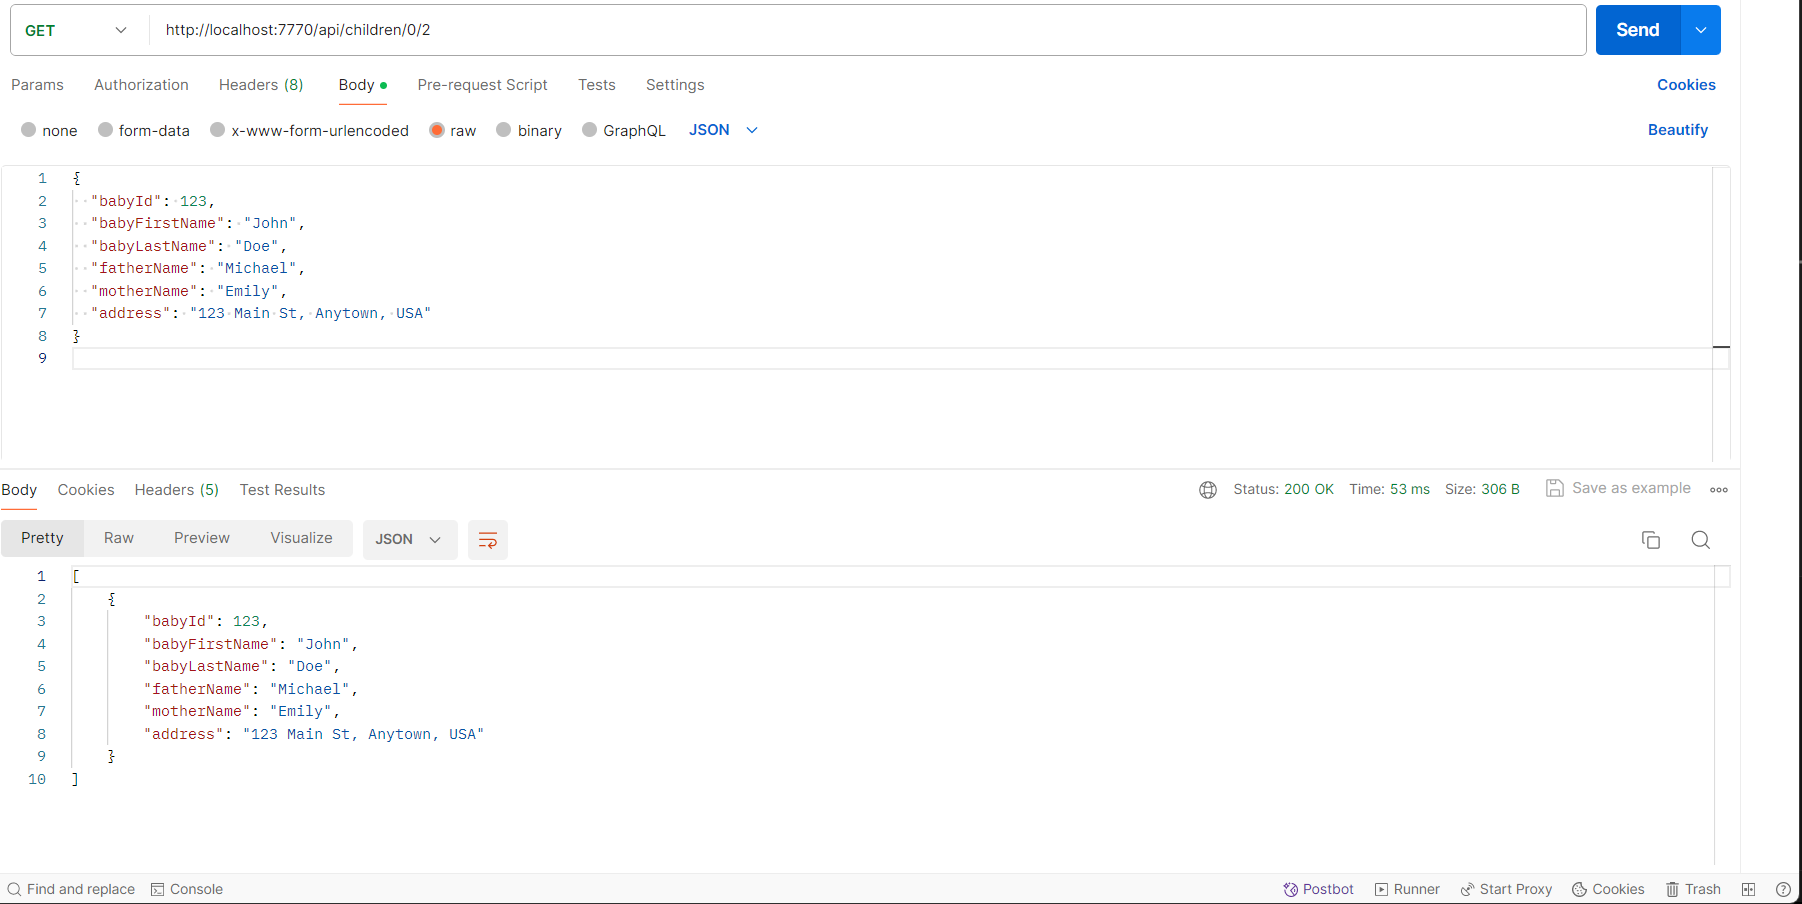 GET http://localhost:7770/api/children/0/2 Send
Params Authorization Headers (8) Body Pre-request Script Tests Settings Cookies
none form-data x-www-form-urlencoded raw binary GraphQL JSON Beautify
1 {
2 "babyId": 123,
3 "babyFirstName": "John",
4 "babyLastName": "Doe",
5 "fatherName": "Michael",
6 "motherName": "Emily",
7 "address": "123 Main St, Anytown, USA"
8 }
9
Body Cookies Headers (5) Test Results Status: 200 OK Time: 53 ms Size: 306 B Save as example
Pretty Raw Preview Visualize JSON
1 [
2 {
3 "babyId": 123,
4 "babyFirstName": "John",
5 "babyLastName": "Doe",
6 "fatherName": "Michael",
7 "motherName": "Emily",
8 "address": "123 Main St, Anytown, USA"
9 }
10 ]
Find and replace Console Postbot Runner Start Proxy Cookies Trash